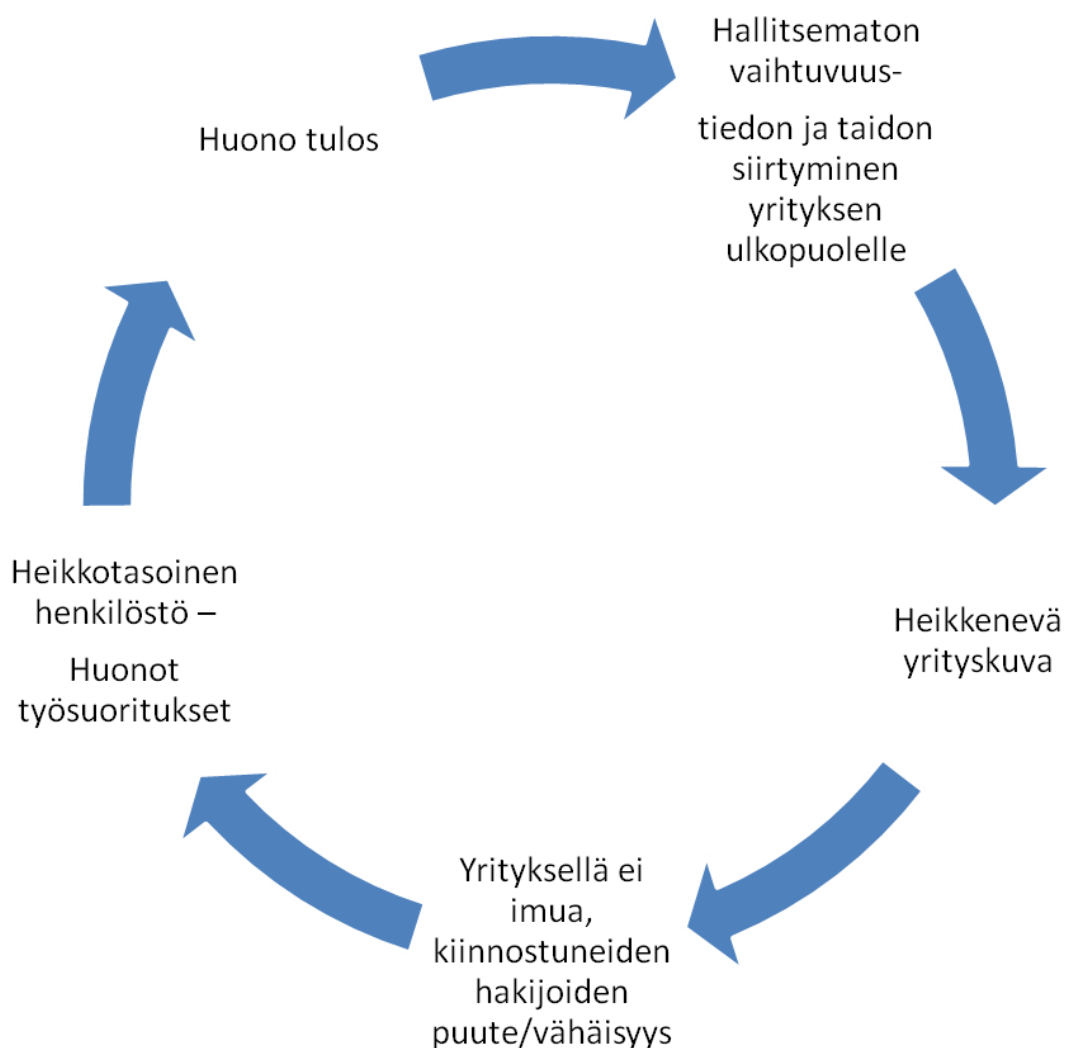 Hallitsematon
vaihtuvuus-
tiedon ja taidon
siirtyminen
yrityksen
ulkopuolelle
Heikkenevä
yrityskuva
Yrityksellä ei
imua,
kiinnostuneiden
hakijoiden
puute/vähäisyys
Heikkotasoinen
henkilöstö –
Huonot
työsuoritukset
Huono tulos